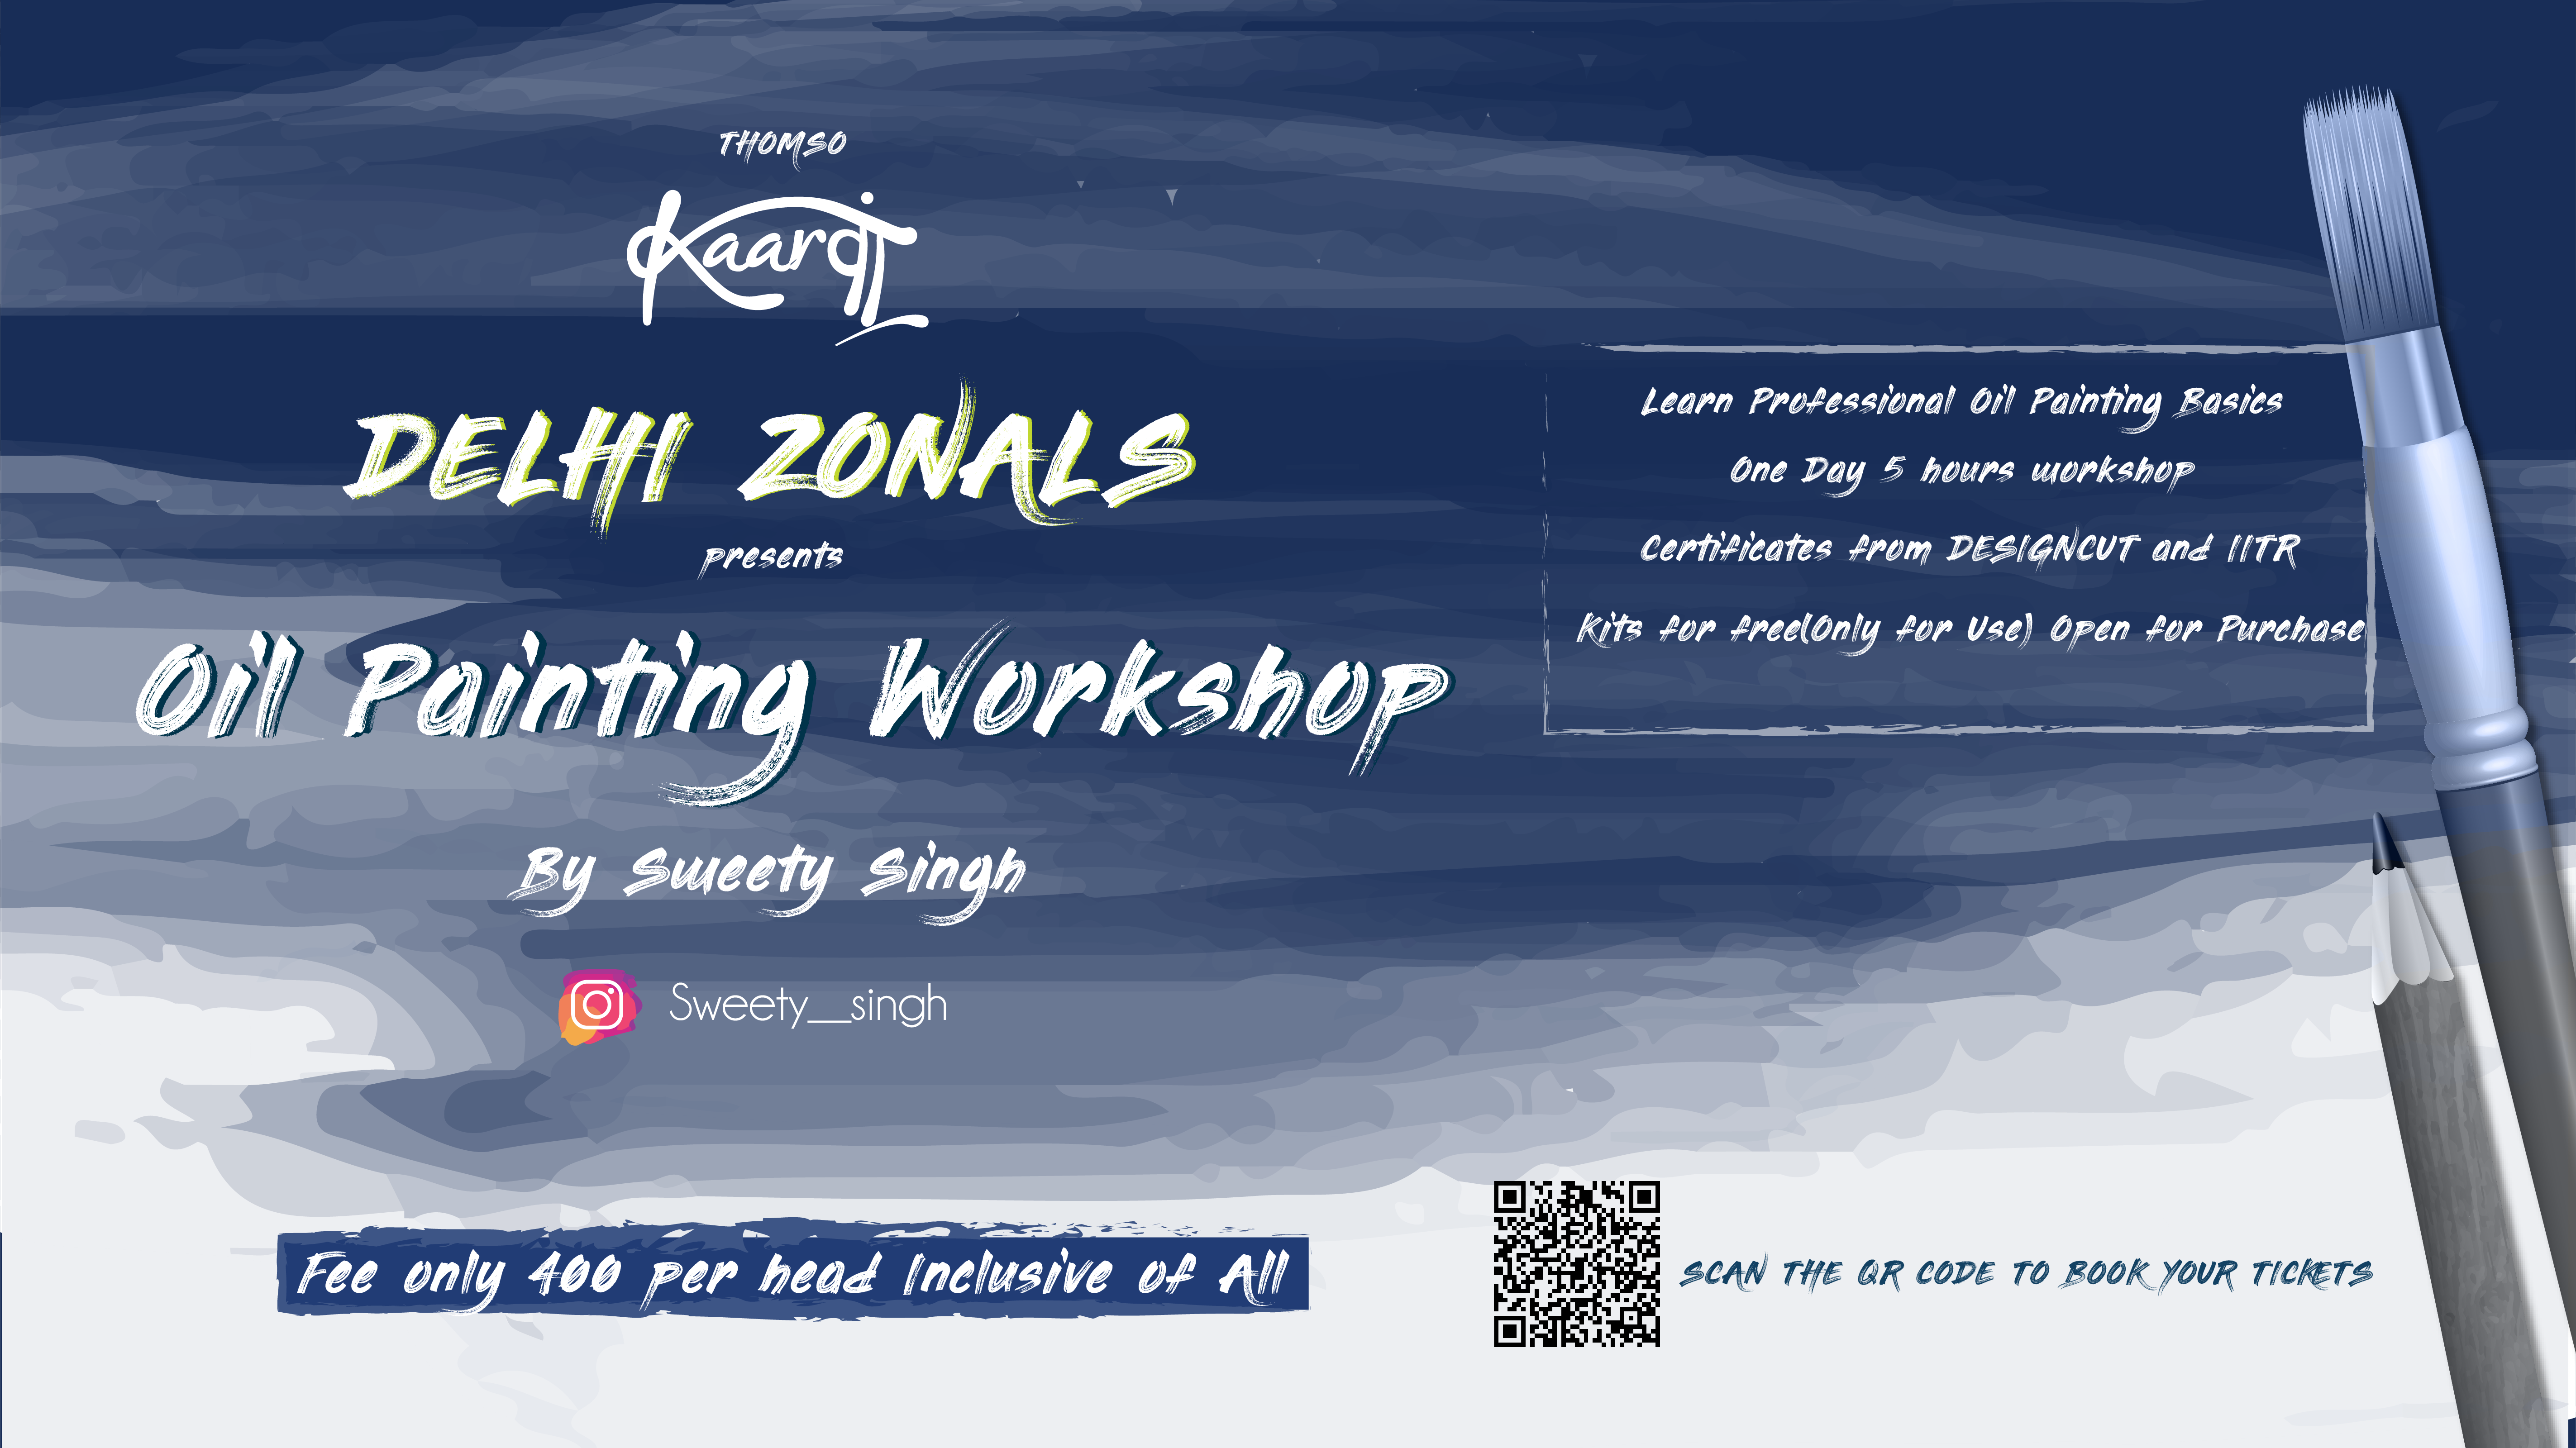 THOMSO
Kaarigi
DELHI ZONALS
presents
Oil Painting Workshop
By Sweety Singh
Sweety__singh
Learn Professional Oil Painting Basics
One Day 5 hours workshop
Certificates from DESIGNCUT and IITR
Kits for free(Only for Use) Open for Purchase
Fee only 400 per head Inclusive of All
SCAN THE QR CODE TO BOOK YOUR TICKETS